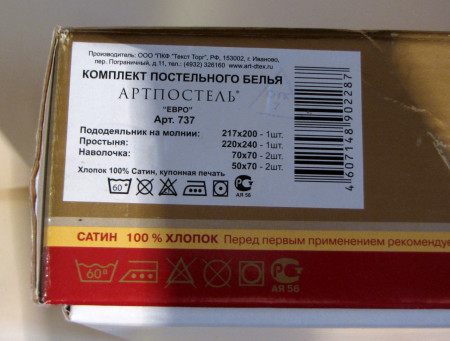 Производитель: ООО "ПКФ "Текст Торг", РФ, 153002, г. Иваново,
пер. Пограничный, д.11, тел.: (4932) 326160 www.art-dtex.ru
КОМПЛЕКТ ПОСТЕЛЬНОГО БЕЛЬЯ
АРТПОСТЕЛЬ®
"ЕВРО"
Арт. 737
Пододеяльник на молнии: 217х200 - 1шт.
Простыня: 220х240 - 1шт.
Наволочка: 70х70 - 2шт.
50х70 - 2шт.
Хлопок 100% Сатин, купонная печать
60°
АЯ 56
4607148902287
САТИН 100 % ХЛОПОК Перед первым применением рекомендуе
60°
АЯ 56